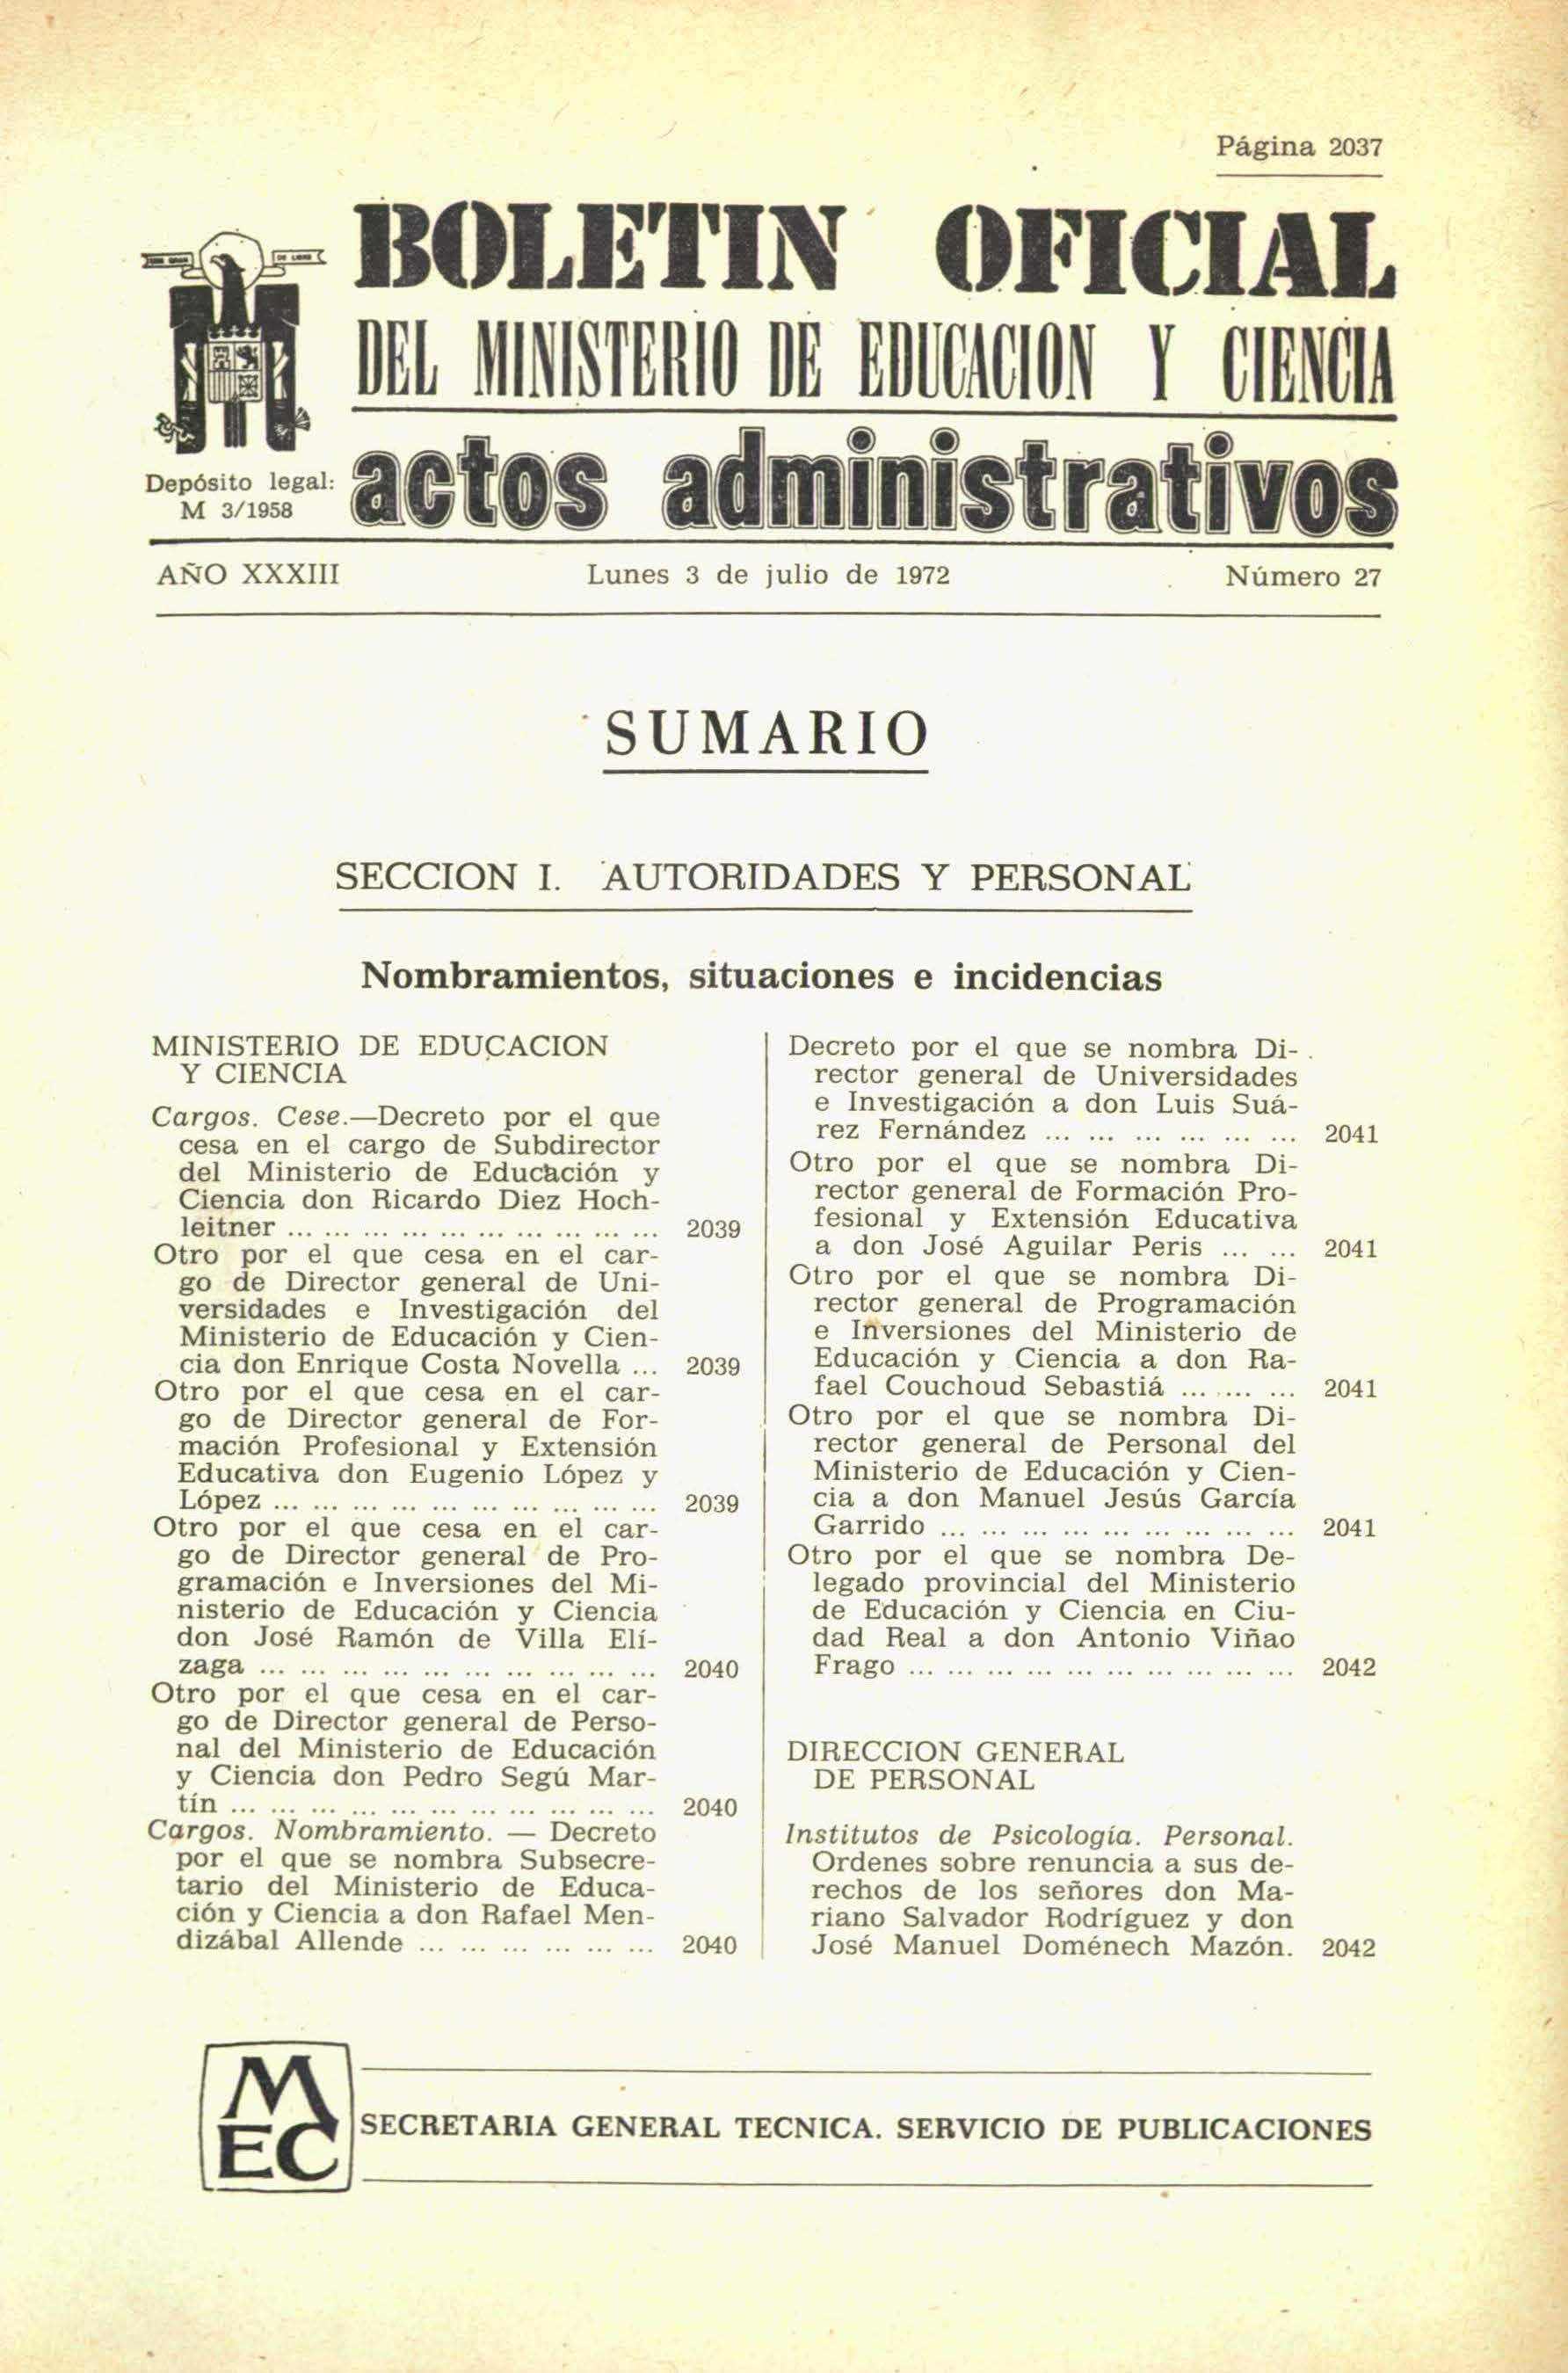 Página 2037
BOLETIN OFICIAL
DEL MINISTERIO DE EDUCACION Y CIENCIA
Depósito legal:
M 3/1958
actos administrativos
AÑO XXXIII Lunes 3 de julio de 1972 Número 27
SUMARIO
SECCION I. AUTORIDADES Y PERSONAL
Nombramientos, situaciones e incidencias
MINISTERIO DE EDUCACION
Y CIENCIA
Cargos. Cese.—Decreto por el que
cesa en el cargo de Subdirector
del Ministerio de Educación y
Ciencia don Ricardo Diez Hoch-
leitner ... ... ... ... ... ... ... ... ... ... 2039
Otro por el que cesa en el car-
go de Director general de Uni-
versidades e Investigación del
Ministerio de Educación y Cien-
cia don Enrique Costa Novella ... 2039
Otro por el que cesa en el car-
go de Director general de For-
mación Profesional y Extensión
Educativa don Eugenio López y
López ... ... ... ... ... ... ... ... ... ... 2039
Otro por el que cesa en el car-
go de Director general de Pro-
gramación e Inversiones del Mi-
nisterio de Educación y Ciencia
don José Ramón de Villa Elí-
zaga ... ... ... ... ... ... ... ... ... ... 2040
Otro por el que cesa en el car-
go de Director general de Perso-
nal del Ministerio de Educación
y Ciencia don Pedro Segú Mar-
tín ... ... ... ... ... ... ... ... ... ... ... 2040
Cargos. Nombramiento. — Decreto
por el que se nombra Subsecre-
tario del Ministerio de Educa-
ción y Ciencia a don Rafael Men-
dizábal Allende ... ... ... ... ... ... 2040
Decreto por el que se nombra Di-
rector general de Universidades
e Investigación a don Luis Suá-
rez Fernández ... ... ... ... ... ... 2041
Otro por el que se nombra Di-
rector general de Formación Pro-
fesional y Extensión Educativa
a don José Aguilar Peris ... ... 2041
Otro por el que se nombra Di-
rector general de Programación
e Inversiones del Ministerio de
Educación y Ciencia a don Ra-
fael Couchoud Sebastiá ... ... ... 2041
Otro por el que se nombra Di-
rector general de Personal del
Ministerio de Educación y Cien-
cia a don Manuel Jesús García
Garrido ... ... ... ... ... ... ... ... ... 2041
Otro por el que se nombra De-
legado provincial del Ministerio
de Educación y Ciencia en Ciu-
dad Real a don Antonio Viñao
Frago ... ... ... ... ... ... ... ... ... ... 2042
DIRECCION GENERAL
DE PERSONAL
Institutos de Psicología. Personal.
Ordenes sobre renuncia a sus de-
rechos de los señores don Ma-
riano Salvador Rodríguez y don
José Manuel Doménech Mazón. 2042
M
EC
SECRETARIA GENERAL TECNICA. SERVICIO DE PUBLICACIONES